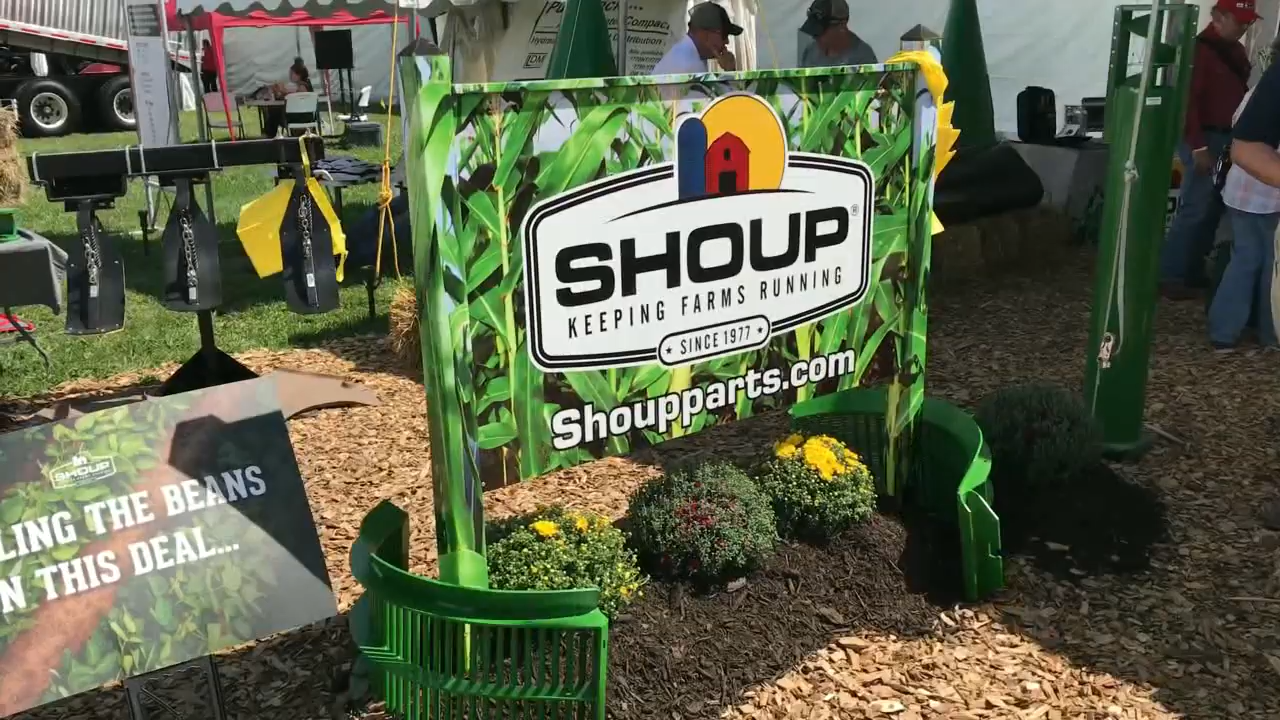 SHOUP®
KEEPING FARMS RUNNING
★ SINCE 1977 ★
Shoupparts.com
SHOUP
LING THE BEANS
N THIS DEAL...